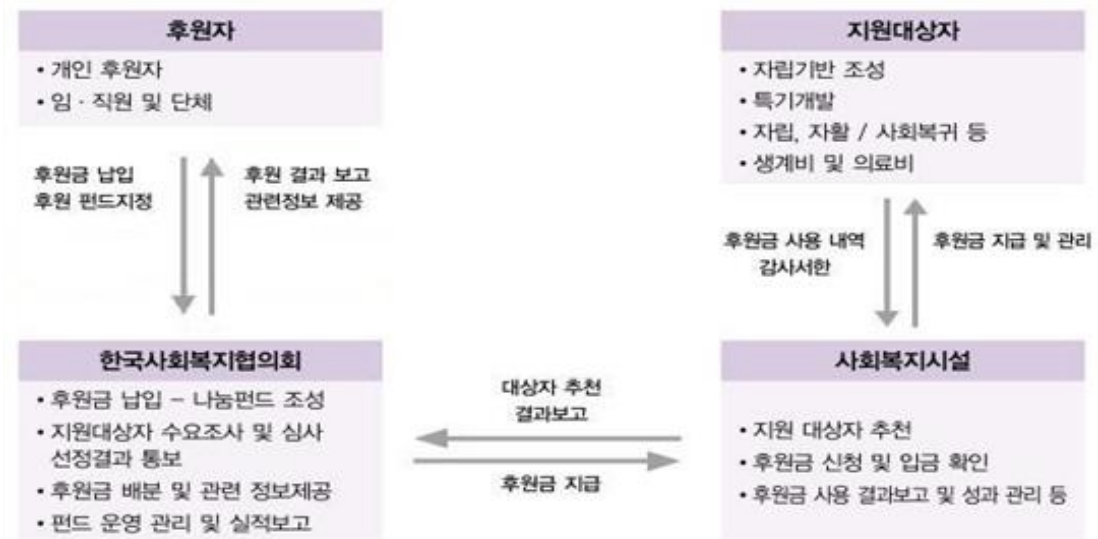 후원자
• 개인 후원자
• 임 · 직원 및 단체
후원금 납입
후원 펀드지정
후원 결과 보고
관련정보 제공
지원대상자
• 자립기반 조성
• 특기개발
• 자립, 자활 / 사회복귀 등
• 생계비 및 의료비
후원금 사용 내역
감사서한
후원금 지급 및 관리
한국사회복지협의회
• 후원금 납입 – 나눔펀드 조성
• 지원대상자 수요조사 및 심사
선정결과 통보
• 후원금 배분 및 관련 정보제공
• 펀드 운영 관리 및 실적보고
대상자 추천
결과보고
후원금 지급
사회복지시설
• 지원 대상자 추천
• 후원금 신청 및 입금 확인
• 후원금 사용 결과보고 및 성과 관리 등